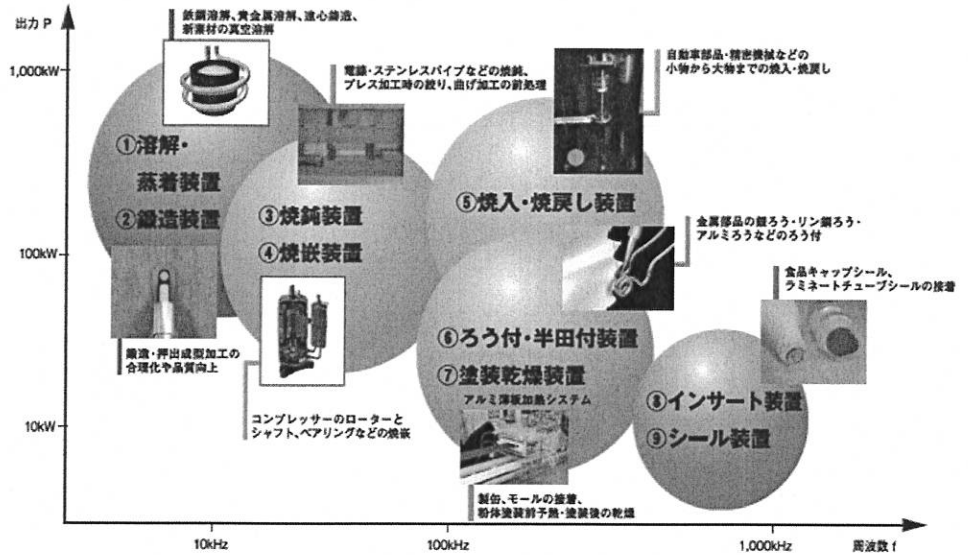 出力 P
1,000kW
100kW
10kW
10kHz
100kHz
1,000kHz
周波数 f
鉄鋼溶解、貴金属溶解、遠心鋳造、
新素材の真空溶解
①溶解・
蒸着装置
②鍛造装置
鍛造・押出成型加工の
合理化や品質向上
電線・ステンレスパイプなどの焼鈍、
プレス加工時の絞り、曲げ加工の前処理
③焼鈍装置
④焼嵌装置
コンプレッサーのローターと
シャフト、ベアリングなどの焼嵌
自動車部品・精密機械などの
小物から大物までの焼入・焼戻し
⑤焼入・焼戻し装置
金属部品の銀ろう・リン銅ろう・
アルミろうなどのろう付
⑥ろう付・半田付装置
⑦塗装乾燥装置
アルミ薄板加熱システム
製缶、モールの接着、
粉体塗装前予熱・塗装後の乾燥
食品キャップシール、
ラミネートチューブシールの接着
⑧インサート装置
⑨シール装置